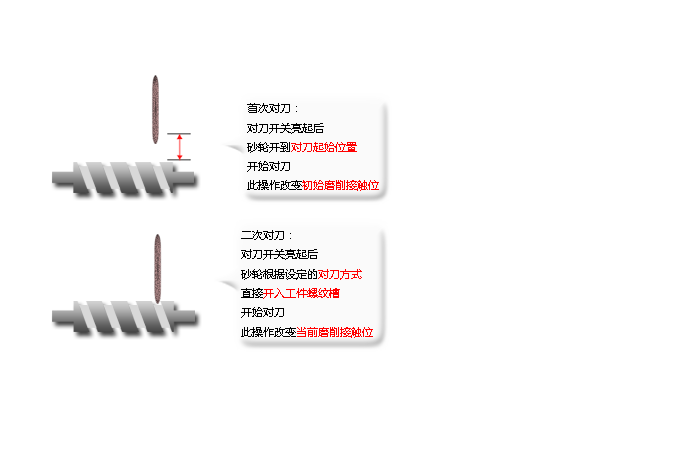 首次对刀：
对刀开关亮起后
砂轮开到对刀起始位置
开始对刀
此操作改变初始磨削接触位
二次对刀：
对刀开关亮起后
砂轮根据设定的对刀方式
直接开入工件螺纹槽
开始对刀
此操作改变当前磨削接触位